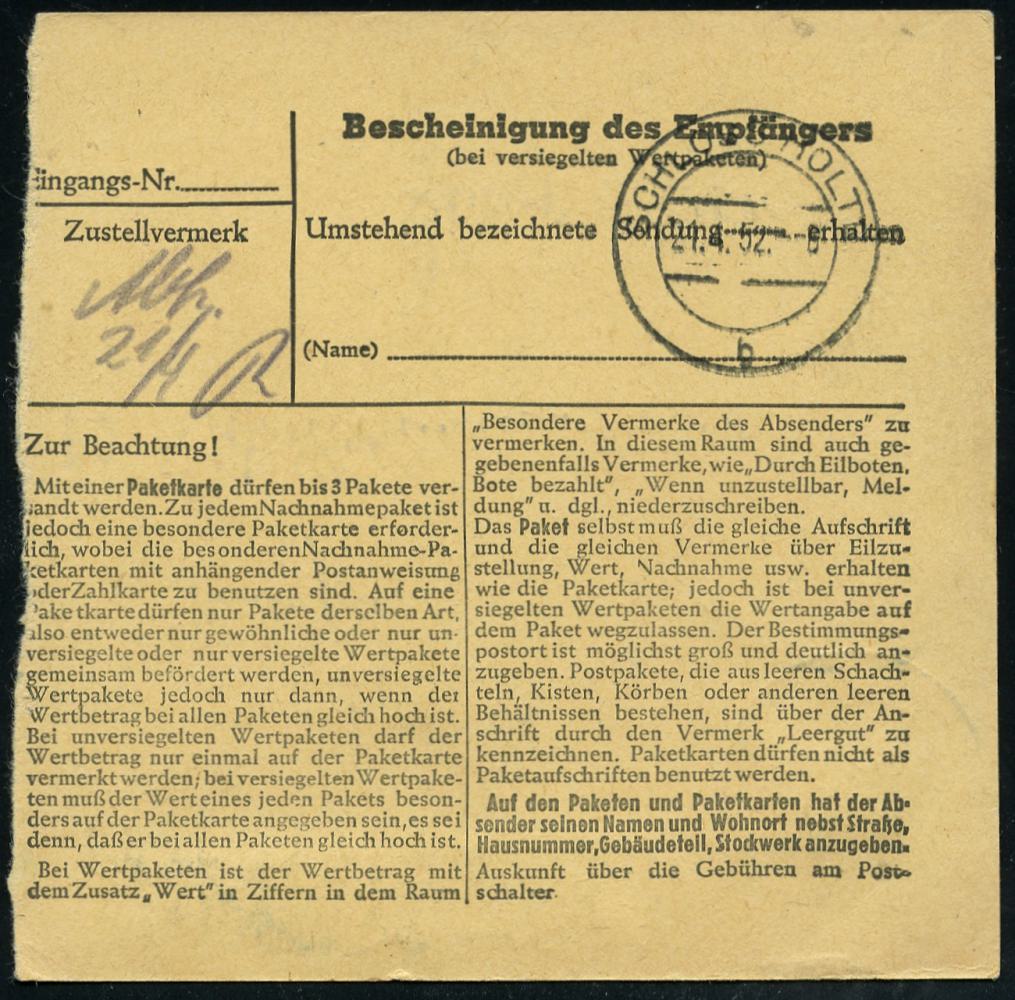 Bescheinigung des Empfängers
(bei versiegelten Wertpaketen)
Eingangs-Nr.
Zustellvermerk
Umstehend bezeichnete Sendung erhalten
21/4 R
(Name)
SCHLOSS HOLTE
21.4.52.
b
Zur Beachtung!
Mit einer Paketkarte dürfen bis 3 Pakete ver-
sandt werden. Zu jedem Nachnahmepaket ist
jedoch eine besondere Paketkarte erforder-
lich, wobei die besonderen Nachnahme-Pa-
ketkarten mit anhängender Postanweisung
oder Zahlkarte zu benutzen sind. Auf eine
Paketkarte dürfen nur Pakete derselben Art,
also entweder nur gewöhnliche oder nur un-
versiegelte oder nur versiegelte Wertpakete
gemeinsam befördert werden, unversiegelte
Wertpakete jedoch nur dann, wenn der
Wertbetrag bei allen Paketen gleich hoch ist.
Bei unversiegelten Wertpaketen darf der
Wertbetrag nur einmal auf der Paketkarte
vermerkt werden; bei versiegelten Wertpake-
ten muß der Wert eines jeden Pakets beson-
ders auf der Paketkarte angegeben sein, es sei
denn, daß er bei allen Paketen gleich hoch ist.
Bei Wertpaketen ist der Wertbetrag mit
dem Zusatz „Wert" in Ziffern in dem Raum
„Besondere Vermerke des Absenders" zu
vermerken. In diesem Raum sind auch ge-
gebenenfalls Vermerke, wie „Durch Eilboten,
Bote bezahlt", „Wenn unzustellbar, Mel-
dung" u. dgl., niederzuschreiben.
Das Paket selbst muß die gleiche Aufschrift
und die gleichen Vermerke über Eilzu-
stellung, Wert, Nachnahme usw. erhalten
wie die Paketkarte; jedoch ist bei unver-
siegelten Wertpaketen die Wertangabe auf
dem Paket wegzulassen. Der Bestimmungs-
postort ist möglichst groß und deutlich an-
zugeben. Postpakete, die aus leeren Schach-
teln, Kisten, Körben oder anderen leeren
Behältnissen bestehen, sind über der An-
schrift durch den Vermerk „Leergut" zu
kennzeichnen. Paketkarten dürfen nicht als
Paketaufschriften benutzt werden.
Auf den Paketen und Paketkarten hat der Ab-
sender seinen Namen und Wohnort nebst Straße,
Hausnummer, Gebäudeteil, Stockwerk anzugeben.
Auskunft über die Gebühren am Post-
schalter.